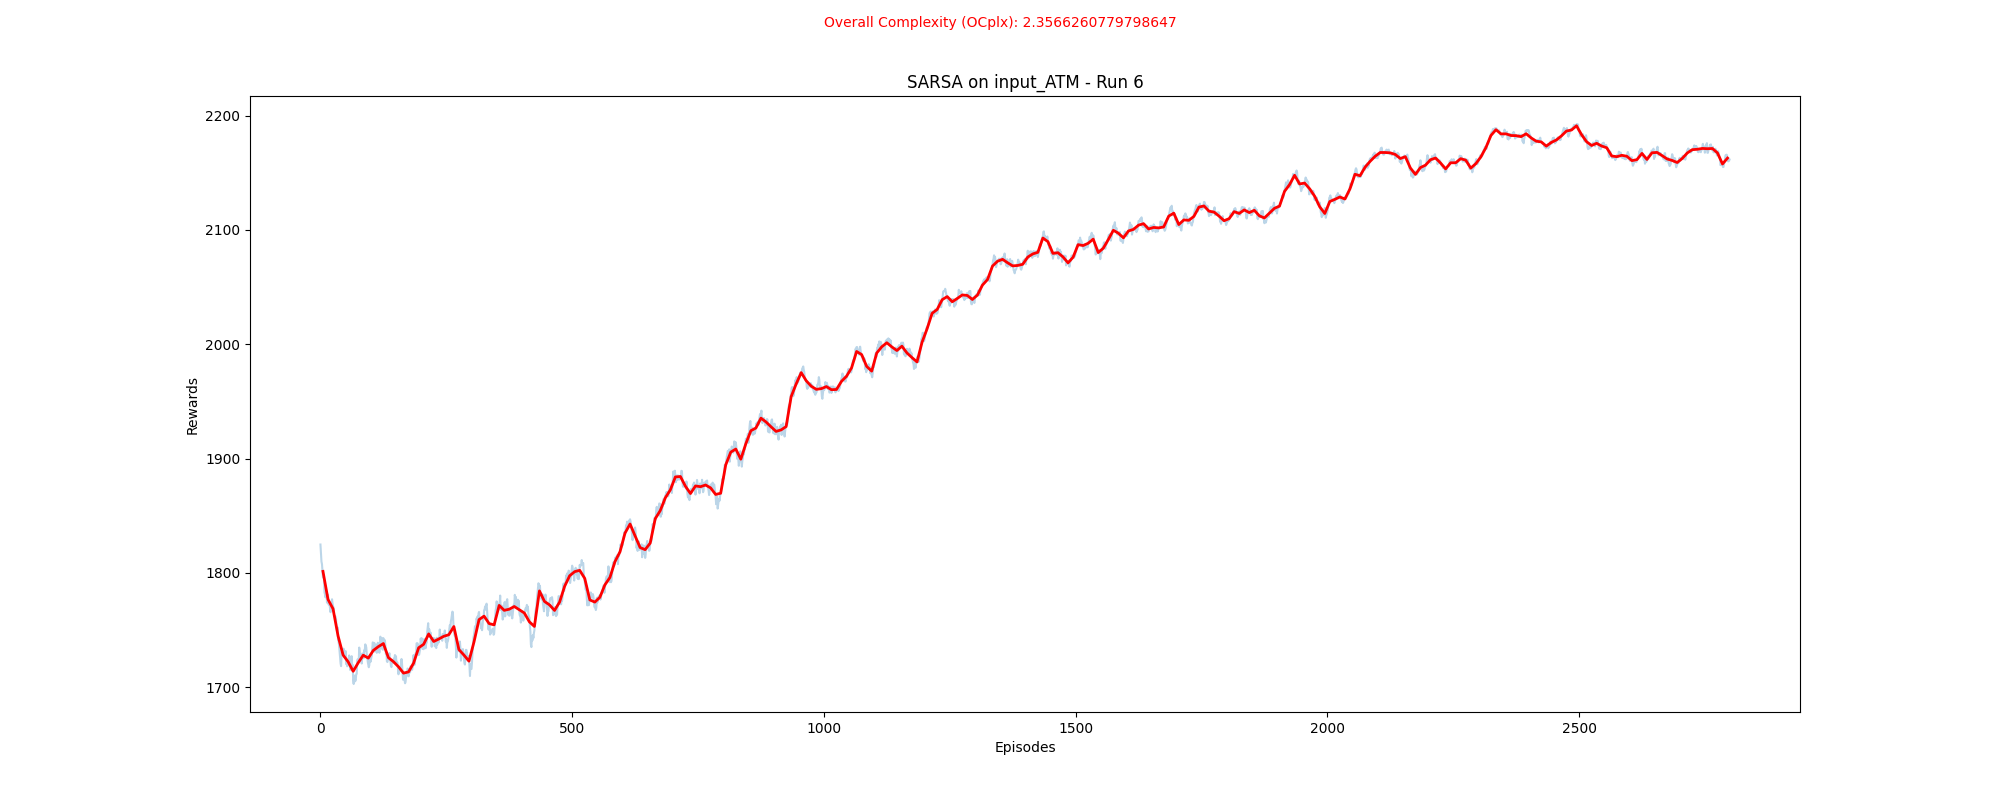 Overall Complexity (OCplx): 2.3566260779798647
SARSA on input_ATM - Run 6
2200
2100
2000
1900
1800
1700
Rewards
0 500 1000 1500 2000 2500
Episodes